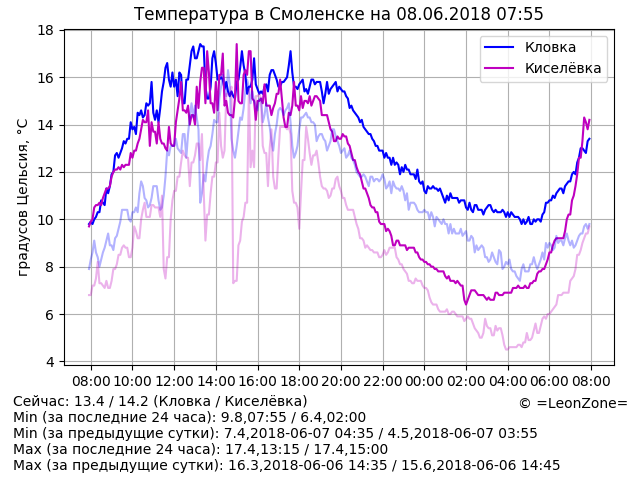 Температура в Смоленске на 08.06.2018 07:55
градусов Цельсия, °C
18
16
14
12
10
8
6
4
Кловка
Киселёвка
08:00 10:00 12:00 14:00 16:00 18:00 20:00 22:00 00:00 02:00 04:00 06:00 08:00
Сейчас: 13.4 / 14.2 (Кловка / Киселёвка)
© =LeonZone=
Min (за последние 24 часа): 9.8,07:55 / 6.4,02:00
Min (за предыдущие сутки): 7.4,2018-06-07 04:35 / 4.5,2018-06-07 03:55
Max (за последние 24 часа): 17.4,13:15 / 17.4,15:00
Max (за предыдущие сутки): 16.3,2018-06-06 14:35 / 15.6,2018-06-06 14:45